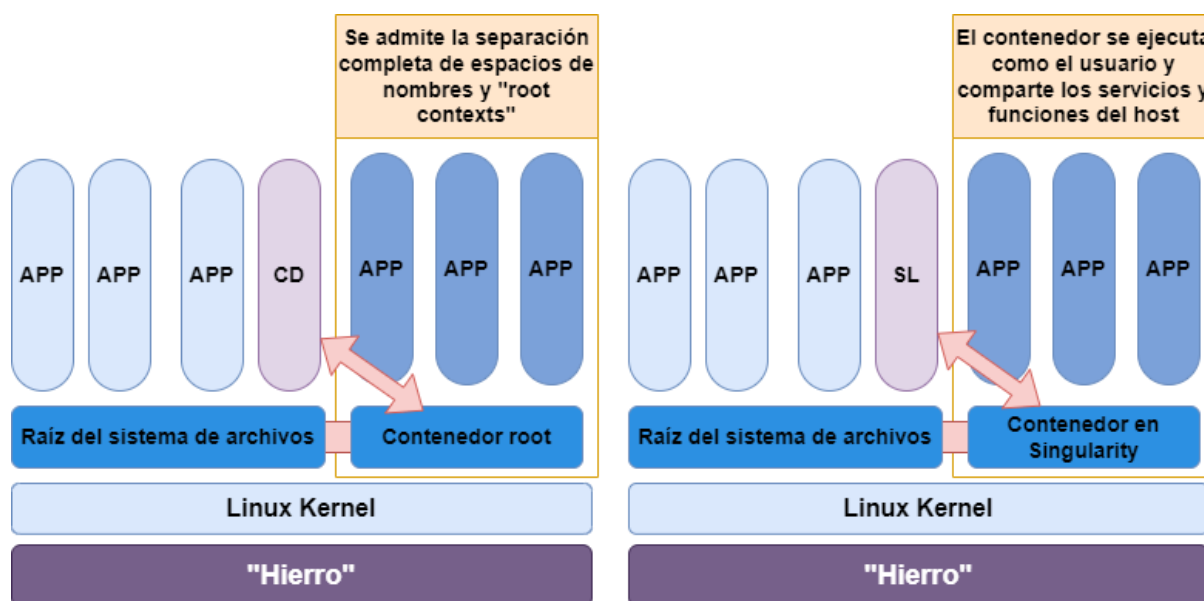 Se admite la separación
completa de espacios de
nombres y "root
contexts"
APP
APP
APP
CD
APP
APP
APP
Raíz del sistema de archivos
Contenedor root
Linux Kernel
"Hierro"
El contenedor se ejecuta
como el usuario y
comparte los servicios y
funciones del host
APP
APP
APP
SL
APP
APP
APP
Raíz del sistema de archivos
Contenedor en
Singularity
Linux Kernel
"Hierro"